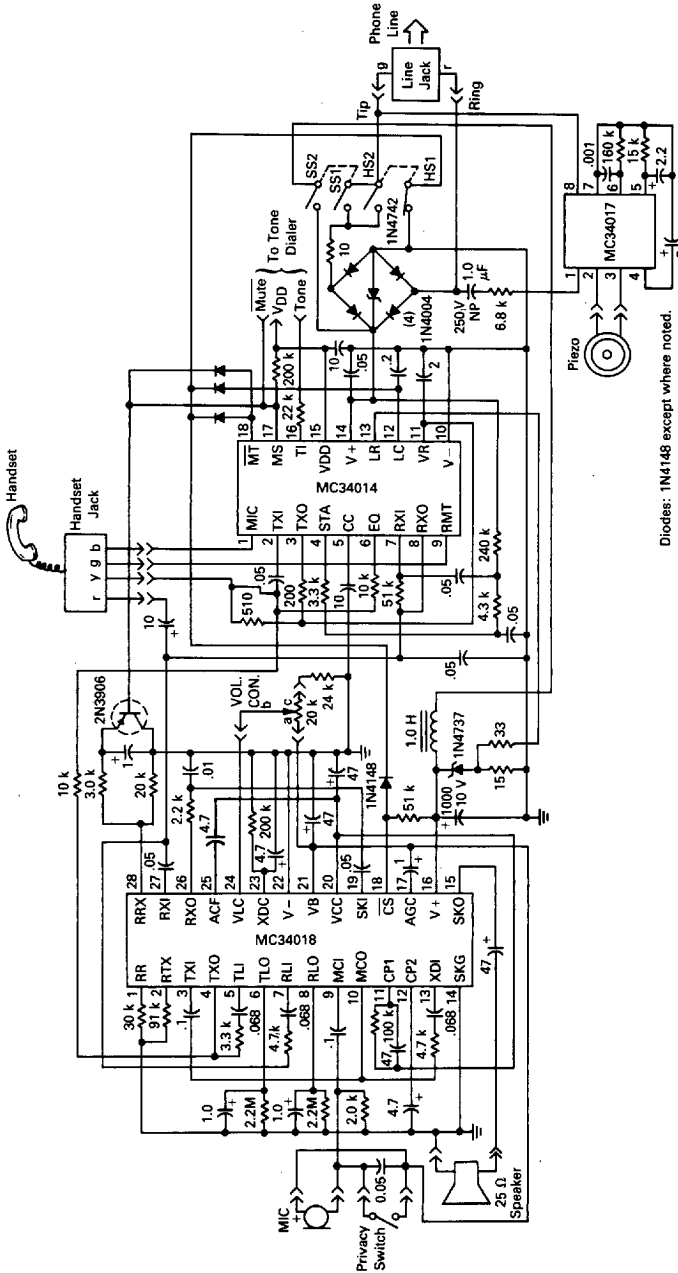 Handset
Handset
Jack
r y g b
Phone
Line
Line
Jack
g
r
Tip
Ring
SS2
SS1
HS2
HS1
1N4742
10
To Tone
Dialer
Mute
VDD
Tone
(4)
1N4004
250V
NP
1.0
μF
6.8 k
Piezo
MC34017
1
2
3
4
8
7
6
5
.001
160 k
15 k
2.2
Diodes: 1N4148 except where noted.
MC34014
1 MIC
2 TXI
3 TXO
4 STA
5 CC
6 EQ
7 RXI
8 RXO
9 RMT
18 MT
17 MS
16 TI
15 VDD
14 V+
13 LR
12 LC
11 VR
10 V−
200 k
22 k
10
.05
.2
2
.05
510
200
3.3 k
10
10 k
51 k
.05
240 k
4.3 k
.05
.05
10
+
2N3906
10 k
3.0 k
20 k
1
+
2.2 k
.01
.05
4.7
VOL.
CON.
b
a
c
20 k
24 k
200 k
4.7
47
47
.05
1N4148
51 k
1
1.0 H
1N4737
1000
10 V
15
33
47
MC34018
1 RR
2 RTX
3 TXI
4 TXO
5 TLI
6 TLO
7 RLI
8 RLO
9 MCI
10 MCO
11 CP1
12 CP2
13 XDI
14 SKG
28 RRX
27 RXI
26 RXO
25 ACF
24 VLC
23 XDC
22 V−
21 VB
20 VCC
19 SKI
18 CS
17 AGC
16 V+
15 SKO
30 k
91 k
.1
3.3 k
.068
4.7k
.068
.1
47
100 k
4.7 k
.068
1.0
2.2M
1.0
2.2M
2.0 k
4.7
MIC
+
Privacy
Switch
0.05
25 Ω
Speaker